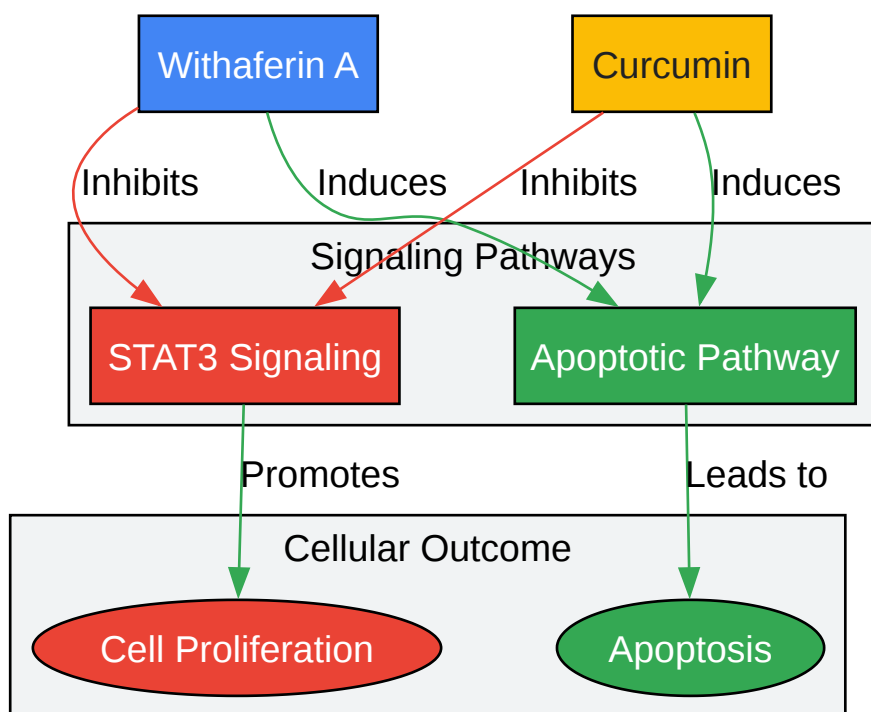 Withaferin A
Curcumin
Inhibits
Induces
Inhibits
Induces
Signaling Pathways
STAT3 Signaling
Apoptotic Pathway
Promotes
Leads to
Cellular Outcome
Cell Proliferation
Apoptosis